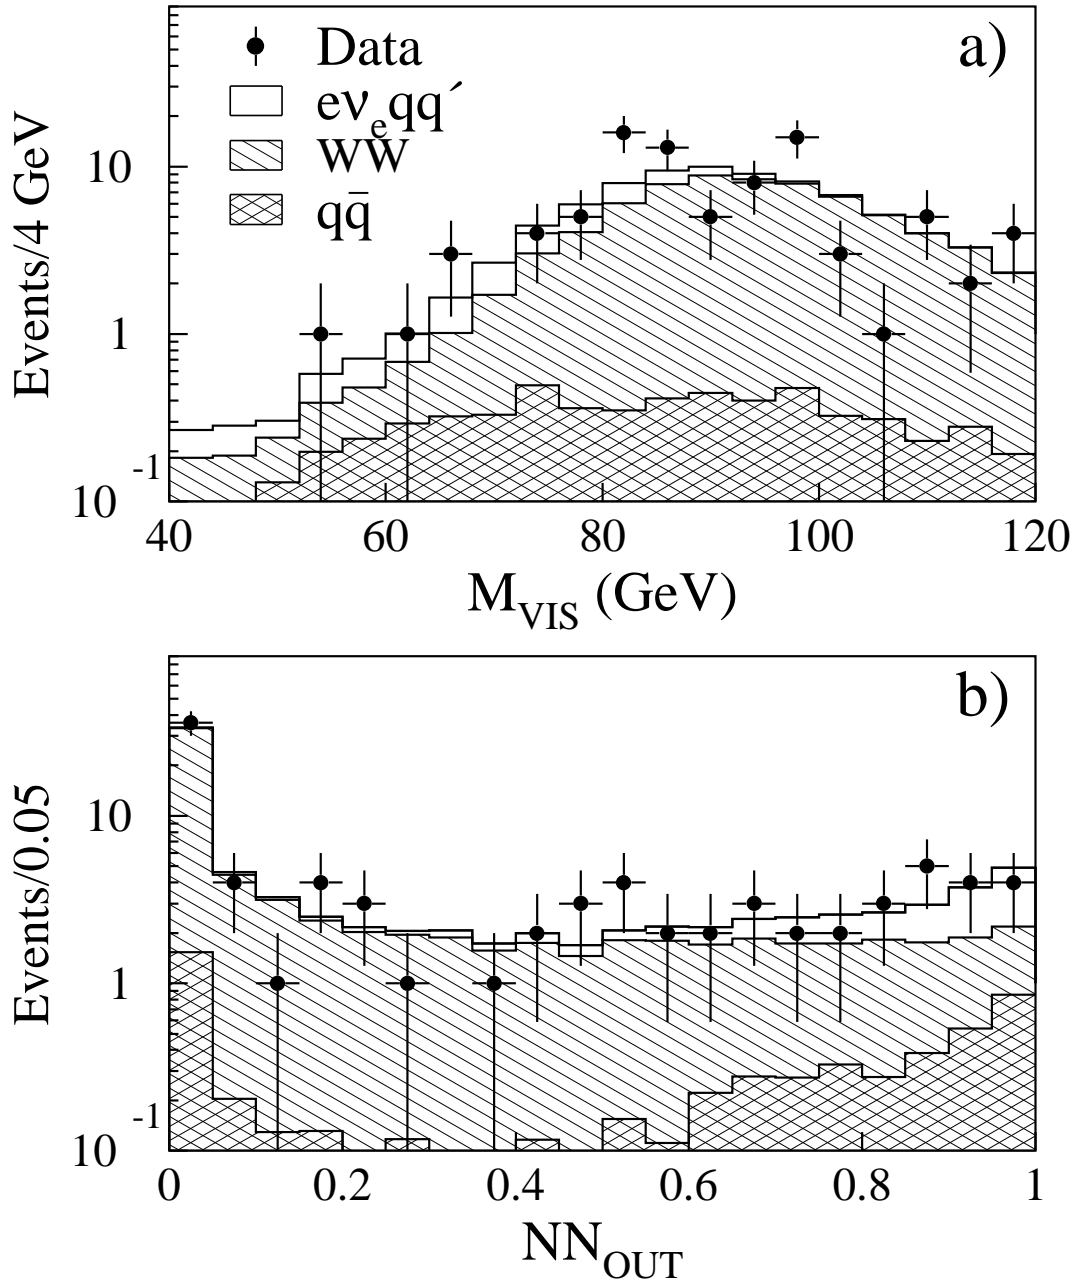 a)
Data
eνₑqq´
WW
qq̄
Events/4 GeV
10
1
10⁻¹
40 60 80 100 120
M_VIS (GeV)
b)
Events/0.05
10
1
10⁻¹
0 0.2 0.4 0.6 0.8 1
NN_OUT